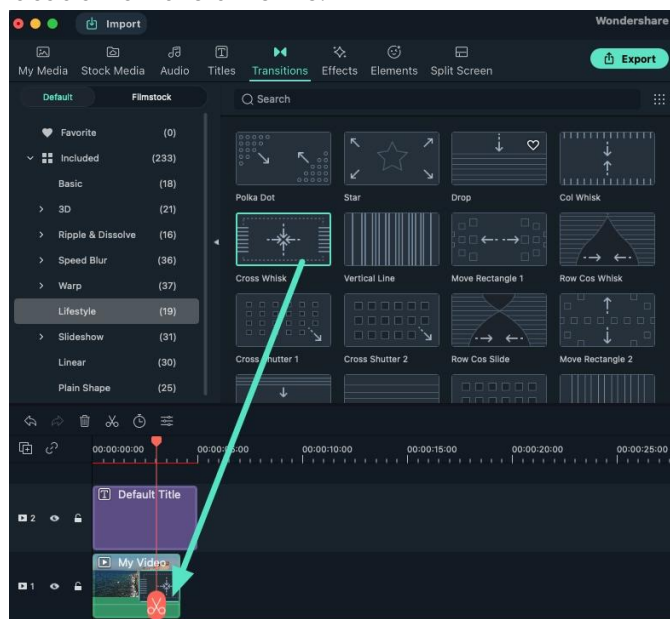 Import
Wondershare
My Media Stock Media Audio Titles Transitions Effects Elements Split Screen
Export
Default Filmstock
Search
Favorite (0)
Included (233)
Basic (18)
3D (21)
Ripple & Dissolve (16)
Speed Blur (36)
Warp (37)
Lifestyle (19)
Slideshow (31)
Linear (30)
Plain Shape (25)
Polka Dot Star Drop Col Whisk
Cross Whisk Vertical Line Move Rectangle 1 Row Cos Whisk
Cross Shutter 1 Cross Shutter 2 Row Cos Slide Move Rectangle 2
00:00:00:00 00:00:05:00 00:00:10:00 00:00:15:00 00:00:20:00 00:00:25:00
Default Title
2
My Video
1